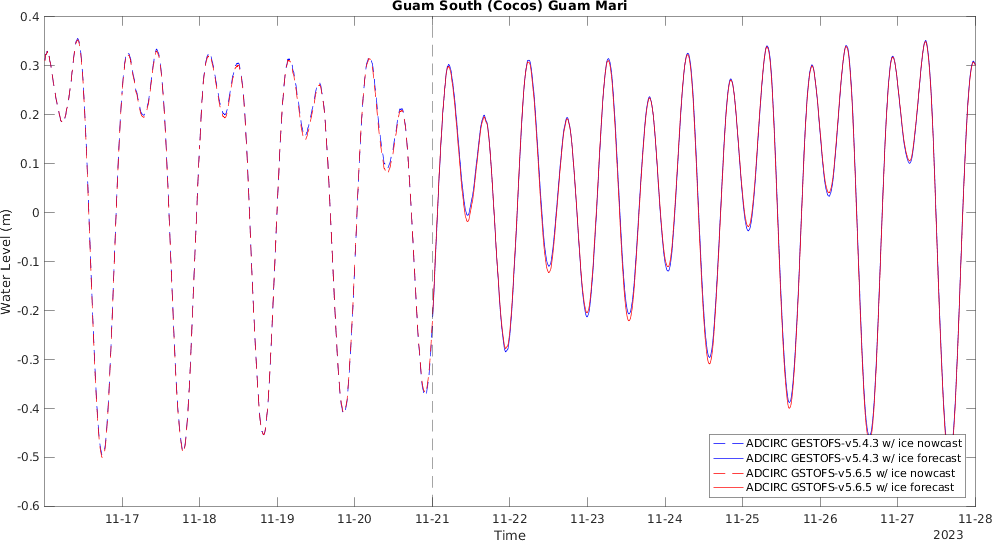 Guam South (Cocos) Guam Mari
0.4
0.3
0.2
0.1
0
-0.1
-0.2
-0.3
-0.4
-0.5
-0.6
Water Level (m)
ADCIRC GESTOFS-v5.4.3 w/ ice nowcast
ADCIRC GESTOFS-v5.4.3 w/ ice forecast
ADCIRC GSTOFS-v5.6.5 w/ ice nowcast
ADCIRC GSTOFS-v5.6.5 w/ ice forecast
11-17 11-18 11-19 11-20 11-21 11-22 11-23 11-24 11-25 11-26 11-27 11-28
Time
2023